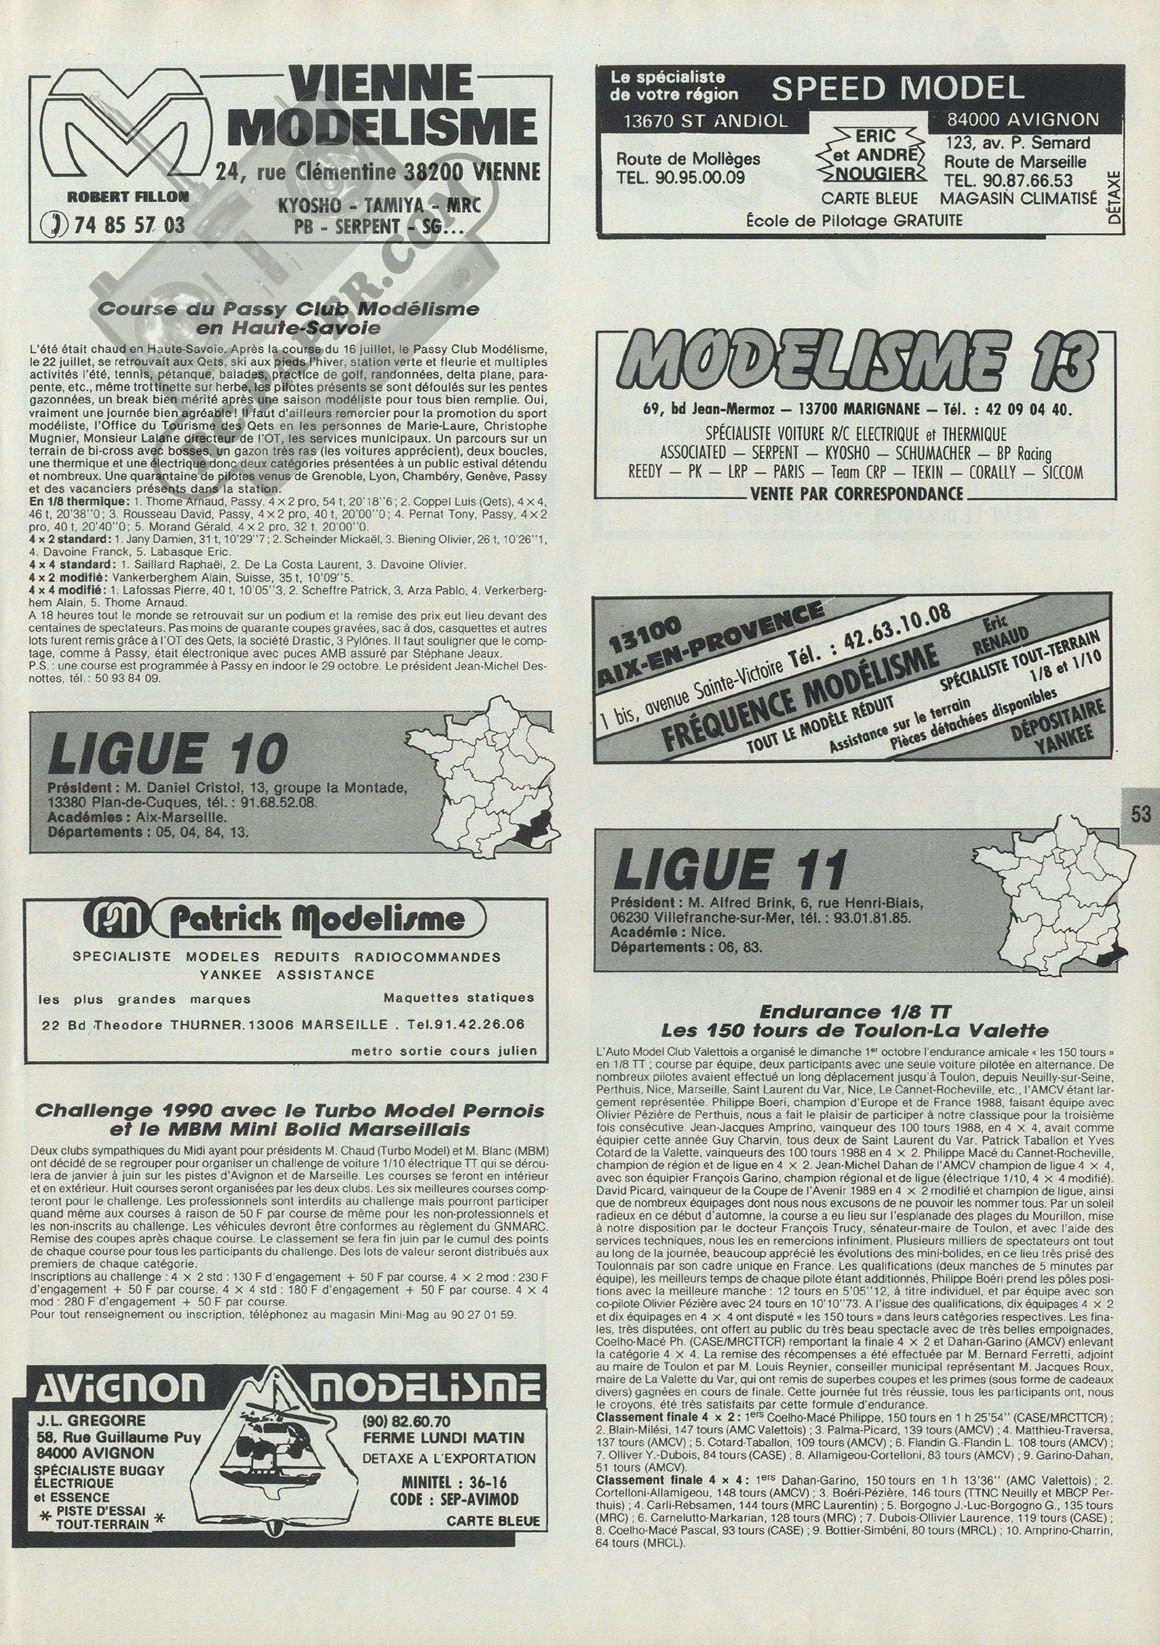 VIENNE
MODELISME
24, rue Clémentine 38200 VIENNE
ROBERT FILLON
74 85 57 03
KYOSHO - TAMIYA - MRC
PB - SERPENT - SG...
Course du Passy Club Modélisme
en Haute-Savoie
L'été était chaud en Haute-Savoie. Après la course du 16 juillet, le Passy Club Modélisme,
le 22 juillet, se retrouvait aux Qets, ski aux pieds l'hiver, station verte et fleurie et multiples
activités l'été, tennis, pétanque, balades, practice de golf, randonnées, delta plane, para-
pente, etc., même trottinette sur herbe, les pilotes présents se sont défoulés sur les pentes
gazonnées, un break bien mérité après une saison modéliste pour tous bien remplie. Oui,
vraiment une journée bien agréable ! Il faut d'ailleurs remercier pour la promotion du sport
modéliste, l'Office du Tourisme des Qets en les personnes de Marie-Laure, Christophe
Mugnier, Monsieur Lalane directeur de l'OT, les services municipaux. Un parcours sur un
terrain de bi-cross avec bosses, un gazon très ras (les voitures apprécient), deux boucles,
une thermique et une électrique donc deux catégories présentées à un public estival détendu
et nombreux. Une quarantaine de pilotes venus de Grenoble, Lyon, Chambéry, Genève, Passy
et des vacanciers présents dans la station.
En 1/8 thermique : 1. Thome Arnaud, Passy, 4 × 2 pro, 54 t, 20'18''6 ; 2. Coppel Luis (Qets), 4 × 4,
46 t, 20'38''0 ; 3. Rousseau David, Passy, 4 × 2 pro, 40 t, 20'00''0 ; 4. Pernat Tony, Passy, 4 × 2
pro, 40 t, 20'40''0 ; 5. Morand Gérald, 4 × 2 pro, 32 t, 20'00''0.
4 × 2 standard : 1. Jany Damien, 31 t, 10'29''7 ; 2. Scheinder Mickaël, 3. Biening Olivier, 26 t, 10'26''1,
4. Davoine Franck, 5. Labasque Eric.
4 × 4 standard : 1. Saillard Raphaël, 2. De La Costa Laurent, 3. Davoine Olivier.
4 × 2 modifié : Vankerberghem Alain, Suisse, 35 t, 10'09''5.
4 × 4 modifié : 1. Lafossas Pierre, 40 t, 10'05''3, 2. Scheffre Patrick, 3, Arza Pablo, 4. Verkerberg-
hem Alain, 5. Thome Arnaud.
A 18 heures tout le monde se retrouvait sur un podium et la remise des prix eut lieu devant des
centaines de spectateurs. Pas moins de quarante coupes gravées, sac à dos, casquettes et autres
lots furent remis grâce à l'OT des Qets, la société Drastic, 3 Pylônes. Il faut souligner que le comp-
tage, comme à Passy, était électronique avec puces AMB assuré par Stéphane Jeaux.
P.S. : une course est programmée à Passy en indoor le 29 octobre. Le président Jean-Michel Des-
nottes, tél. : 50 93 84 09.
LIGUE 10
Président : M. Daniel Cristol, 13, groupe la Montade,
13380 Plan-de-Cuques, tél. : 91.68.52.08.
Académies : Aix-Marseille.
Départements : 05, 04, 84, 13.
PM Patrick Modelisme
SPECIALISTE MODELES REDUITS RADIOCOMMANDES
YANKEE ASSISTANCE
les plus grandes marques Maquettes statiques
22 Bd Theodore THURNER. 13006 MARSEILLE . Tel.91.42.26.06
metro sortie cours julien
Challenge 1990 avec le Turbo Model Pernois
et le MBM Mini Bolid Marseillais
Deux clubs sympathiques du Midi ayant pour présidents M. Chaud (Turbo Model) et M. Blanc (MBM)
ont décidé de se regrouper pour organiser un challenge de voiture 1/10 électrique TT qui se dérou-
lera de janvier à juin sur les pistes d'Avignon et de Marseille. Les courses se feront en intérieur
et en extérieur. Huit courses seront organisées par les deux clubs. Les six meilleures courses comp-
teront pour le challenge. Les professionnels sont interdits au challenge mais pourront participer
quand même aux courses à raison de 50 F par course de même pour les non-professionnels et
les non-inscrits au challenge. Les véhicules devront être conformes au règlement du GNMARC.
Remise des coupes après chaque course. Le classement se fera fin juin par le cumul des points
de chaque course pour tous les participants du challenge. Des lots de valeur seront distribués aux
premiers de chaque catégorie.
Inscriptions au challenge : 4 × 2 std : 130 F d'engagement + 50 F par course. 4 × 2 mod : 230 F
d'engagement + 50 F par course. 4 × 4 std : 180 F d'engagement + 50 F par course. 4 × 4
mod : 280 F d'engagement + 50 F par course.
Pour tout renseignement ou inscription, téléphonez au magasin Mini-Mag au 90 27 01 59.
AVIGNON MODELISME
J.L. GREGOIRE
58, Rue Guillaume Puy
84000 AVIGNON
SPÉCIALISTE BUGGY
ÉLECTRIQUE
et ESSENCE
* PISTE D'ESSAI *
TOUT-TERRAIN
(90) 82.60.70
FERME LUNDI MATIN
DETAXE A L'EXPORTATION
MINITEL : 36-16
CODE : SEP-AVIMOD
CARTE BLEUE
Le spécialiste
de votre région
SPEED MODEL
13670 ST ANDIOL
84000 AVIGNON
Route de Mollèges
TEL. 90.95.00.09
ERIC
et ANDRE
NOUGIER
123, av. P. Semard
Route de Marseille
TEL. 90.87.66.53
CARTE BLEUE MAGASIN CLIMATISÉ
École de Pilotage GRATUITE
DÉTAXE
MODELISME 13
69, bd Jean-Mermoz — 13700 MARIGNANE — Tél. : 42 09 04 40.
SPÉCIALISTE VOITURE R/C ELECTRIQUE et THERMIQUE
ASSOCIATED — SERPENT — KYOSHO — SCHUMACHER — BP Racing
REEDY — PK — LRP — PARIS — Team CRP — TEKIN — CORALLY — SICCOM
VENTE PAR CORRESPONDANCE
13100
AIX-EN-PROVENCE
1 bis, avenue Sainte-Victoire Tél. : 42.63.10.08
FRÉQUENCE MODÉLISME
Eric
RENAUD
TOUT LE MODÈLE RÉDUIT
SPÉCIALISTE TOUT-TERRAIN
1/8 et 1/10
Assistance sur le terrain
Pièces détachées disponibles
DÉPOSITAIRE
YANKEE
53
LIGUE 11
Président : M. Alfred Brink, 6, rue Henri-Biais,
06230 Villefranche-sur-Mer, tél. : 93.01.81.85.
Académie : Nice.
Départements : 06, 83.
Endurance 1/8 TT
Les 150 tours de Toulon-La Valette
L'Auto Model Club Valettois a organisé le dimanche 1er octobre l'endurance amicale « les 150 tours »
en 1/8 TT ; course par équipe, deux participants avec une seule voiture pilotée en alternance. De
nombreux pilotes avaient effectué un long déplacement jusqu'à Toulon, depuis Neuilly-sur-Seine,
Perthuis, Nice, Marseille, Saint Laurent du Var, Nice, Le Cannet-Rocheville, etc., l'AMCV étant lar-
gement représentée. Philippe Boeri, champion d'Europe et de France 1988, faisant équipe avec
Olivier Pézière de Perthuis, nous a fait le plaisir de participer à notre classique pour la troisième
fois consécutive. Jean-Jacques Amprino, vainqueur des 100 tours 1988, en 4 × 4, avait comme
équipier cette année Guy Charvin, tous deux de Saint Laurent du Var. Patrick Taballon et Yves
Cotard de la Valette, vainqueurs des 100 tours 1988 en 4 × 2. Philippe Macé du Cannet-Rocheville,
champion de région et de ligue en 4 × 2. Jean-Michel Dahan de l'AMCV champion de ligue 4 × 4,
avec son équipier François Garino, champion régional et de ligue (électrique 1/10, 4 × 4 modifié).
David Picard, vainqueur de la Coupe de l'Avenir 1989 en 4 × 2 modifié et champion de ligue, ainsi
que de nombreux équipages dont nous nous excusons de ne pouvoir les nommer tous. Par un soleil
radieux en ce début d'automne, la course a eu lieu sur l'esplanade des plages du Mourillon, mise
à notre disposition par le docteur François Trucy, sénateur-maire de Toulon, et avec l'aide des
services techniques, nous les en remercions infiniment. Plusieurs milliers de spectateurs ont tout
au long de la journée, beaucoup apprécié les évolutions des mini-bolides, en ce lieu très prisé des
Toulonnais par son cadre unique en France. Les qualifications (deux manches de 5 minutes par
équipe), les meilleurs temps de chaque pilote étant additionnés, Philippe Boéri prend les pôles posi-
tions avec la meilleure manche : 12 tours en 5'05''12, à titre individuel, et par équipe avec son
co-pilote Olivier Pézière avec 24 tours en 10'10''73. A l'issue des qualifications, dix équipages 4 × 2
et dix équipages en 4 × 4 ont disputé « les 150 tours » dans leurs catégories respectives. Les fina-
les, très disputées, ont offert au public du très beau spectacle avec de très belles empoignades,
Coelho-Macé Ph. (CASE/MRCTTCR) remportant la finale 4 × 2 et Dahan-Garino (AMCV) enlevant
la catégorie 4 × 4. La remise des récompenses a été effectuée par M. Bernard Ferretti, adjoint
au maire de Toulon et par M. Louis Reynier, conseiller municipal représentant M. Jacques Roux,
maire de La Valette du Var, qui ont remis de superbes coupes et les primes (sous forme de cadeaux
divers) gagnées en cours de finale. Cette journée fut très réussie, tous les participants ont, nous
le croyons, été très satisfaits par cette formule d'endurance.
Classement finale 4 × 2 : 1ers Coelho-Macé Philippe, 150 tours en 1 h 25'54'' (CASE/MRCTTCR) ;
2. Blain-Milési, 147 tours (AMC Valettois) ; 3. Palma-Picard, 139 tours (AMCV) ; 4. Matthieu-Traversa,
137 tours (AMCV) ; 5. Cotard-Taballon, 109 tours (AMCV) ; 6. Flandin G.-Flandin L. 108 tours (AMCV) ;
7. Olliver Y.-Dubois, 84 tours (CASE) ; 8. Allamigeou-Cortelloni, 83 tours (AMCV) ; 9. Garino-Dahan,
51 tours (AMCV).
Classement finale 4 × 4 : 1ers Dahan-Garino, 150 tours en 1 h 13'36'' (AMC Valettois) ; 2.
Cortelloni-Allamigeou, 148 tours (AMCV) ; 3. Boéri-Pézière, 146 tours (TTNC Neuilly et MBCP Per-
thuis) ; 4. Carli-Rebsamen, 144 tours (MRC Laurentin) ; 5. Borgogno J.-Luc-Borgogno G., 135 tours
(MRC) ; 6. Carnelutto-Markarian, 128 tours (MRC) ; 7. Dubois-Ollivier Laurence, 119 tours (CASE) ;
8. Coelho-Macé Pascal, 93 tours (CASE) ; 9. Bottier-Simbéni, 80 tours (MRCL) ; 10. Amprino-Charrin,
64 tours (MRCL).
RCPAPER.COM